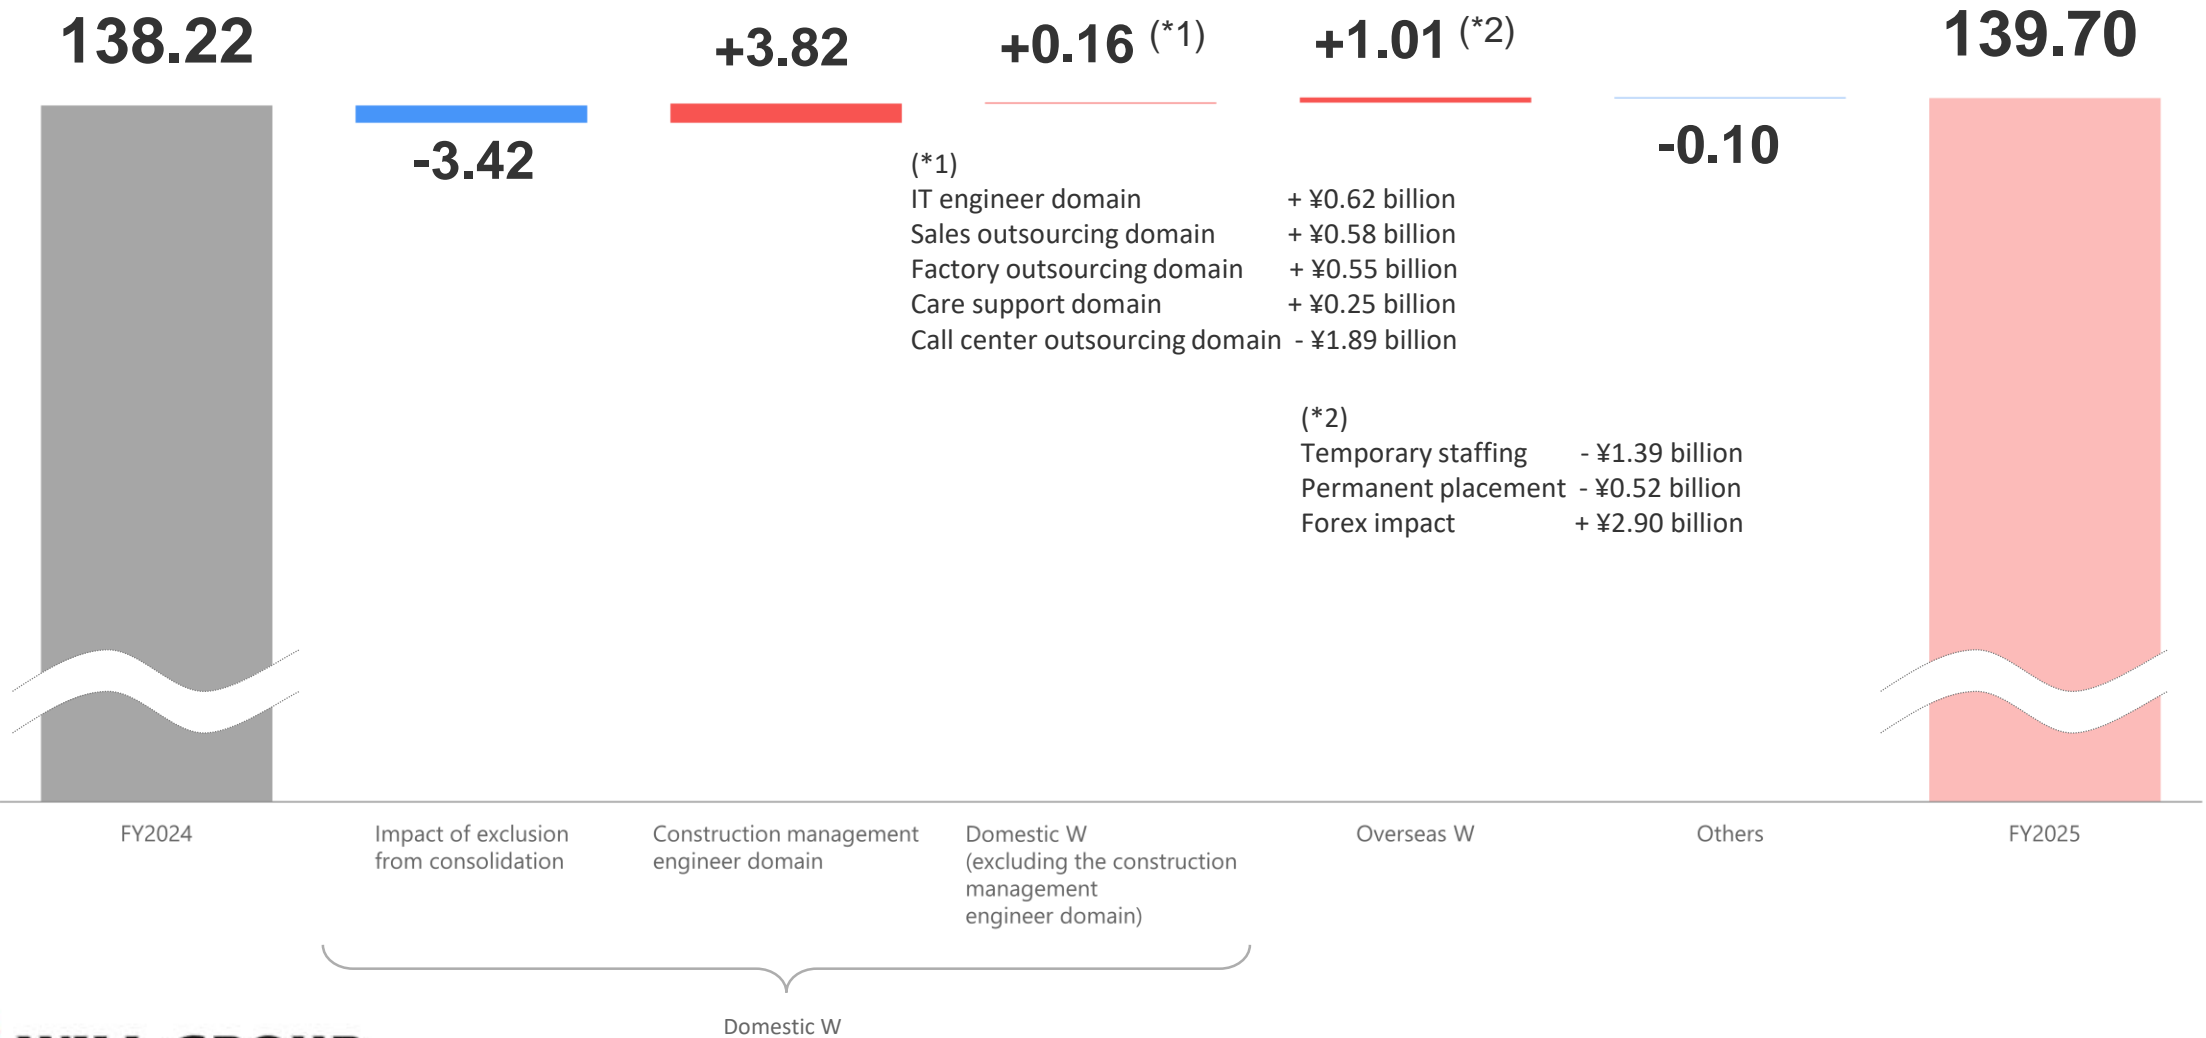 138.22
-3.42
+3.82
+0.16 (*1)
+1.01 (*2)
-0.10
139.70
(*1)
IT engineer domain + ¥0.62 billion
Sales outsourcing domain + ¥0.58 billion
Factory outsourcing domain + ¥0.55 billion
Care support domain + ¥0.25 billion
Call center outsourcing domain - ¥1.89 billion
(*2)
Temporary staffing - ¥1.39 billion
Permanent placement - ¥0.52 billion
Forex impact + ¥2.90 billion
FY2024
Impact of exclusion
from consolidation
Construction management
engineer domain
Domestic W
(excluding the construction
management
engineer domain)
Overseas W
Others
FY2025
Domestic W
WILL GROUP